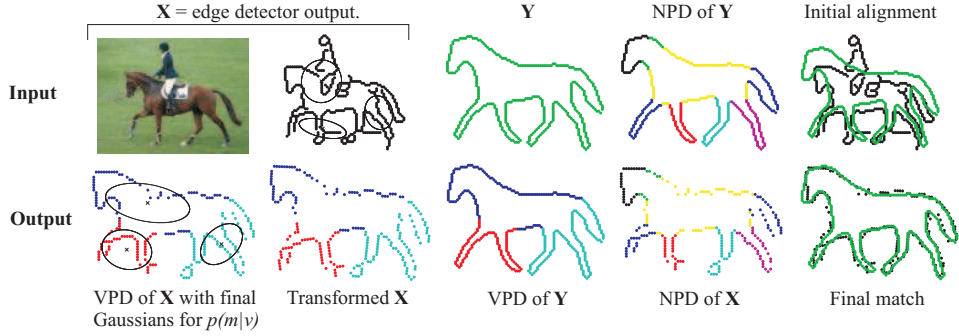 X = edge detector output.
Y
NPD of Y
Initial alignment
Input
Output
VPD of X with final
Gaussians for p(m|v)
Transformed X
VPD of Y
NPD of X
Final match